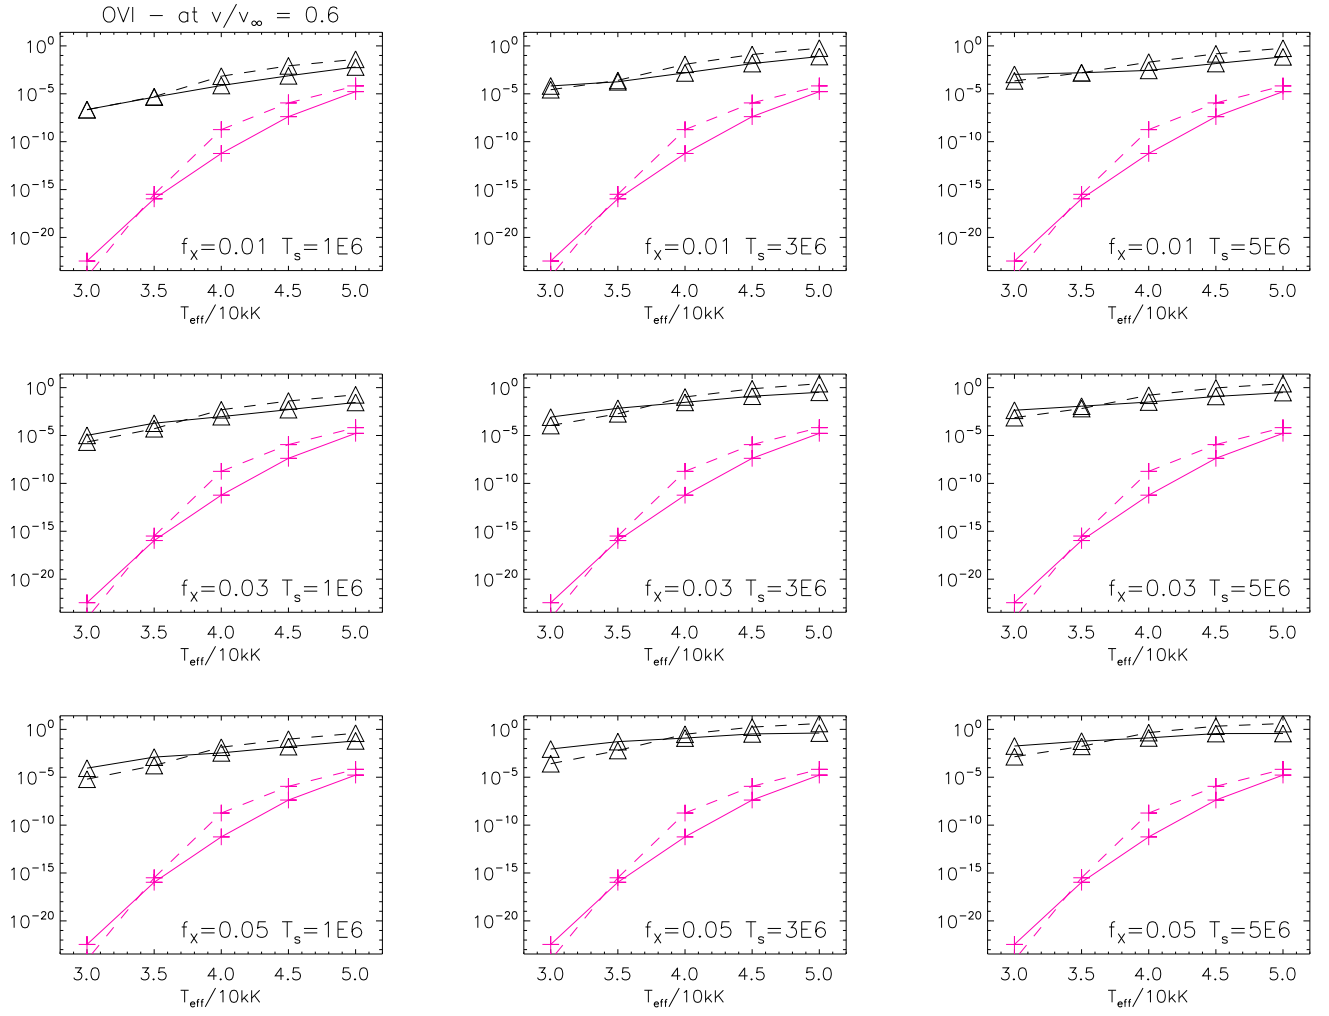 OVI − at v/v∞ = 0.6
10⁰ 10⁰ 10⁰
10⁻⁵ 10⁻⁵ 10⁻⁵
10⁻¹⁰ 10⁻¹⁰ 10⁻¹⁰
10⁻¹⁵ 10⁻¹⁵ 10⁻¹⁵
10⁻²⁰ 10⁻²⁰ 10⁻²⁰
fX=0.01 Ts=1E6 fX=0.01 Ts=3E6 fX=0.01 Ts=5E6
3.0 3.5 4.0 4.5 5.0 3.0 3.5 4.0 4.5 5.0 3.0 3.5 4.0 4.5 5.0
Teff/10kK Teff/10kK Teff/10kK
10⁰ 10⁰ 10⁰
10⁻⁵ 10⁻⁵ 10⁻⁵
10⁻¹⁰ 10⁻¹⁰ 10⁻¹⁰
10⁻¹⁵ 10⁻¹⁵ 10⁻¹⁵
10⁻²⁰ 10⁻²⁰ 10⁻²⁰
fX=0.03 Ts=1E6 fX=0.03 Ts=3E6 fX=0.03 Ts=5E6
3.0 3.5 4.0 4.5 5.0 3.0 3.5 4.0 4.5 5.0 3.0 3.5 4.0 4.5 5.0
Teff/10kK Teff/10kK Teff/10kK
10⁰ 10⁰ 10⁰
10⁻⁵ 10⁻⁵ 10⁻⁵
10⁻¹⁰ 10⁻¹⁰ 10⁻¹⁰
10⁻¹⁵ 10⁻¹⁵ 10⁻¹⁵
10⁻²⁰ 10⁻²⁰ 10⁻²⁰
fX=0.05 Ts=1E6 fX=0.05 Ts=3E6 fX=0.05 Ts=5E6
3.0 3.5 4.0 4.5 5.0 3.0 3.5 4.0 4.5 5.0 3.0 3.5 4.0 4.5 5.0
Teff/10kK Teff/10kK Teff/10kK